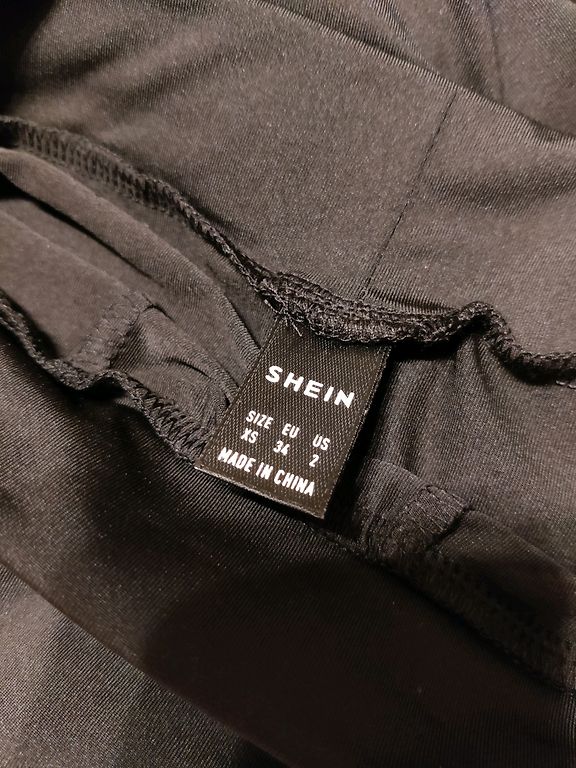 SHEIN
SIZE EU US
XS 34 2
MADE IN CHINA